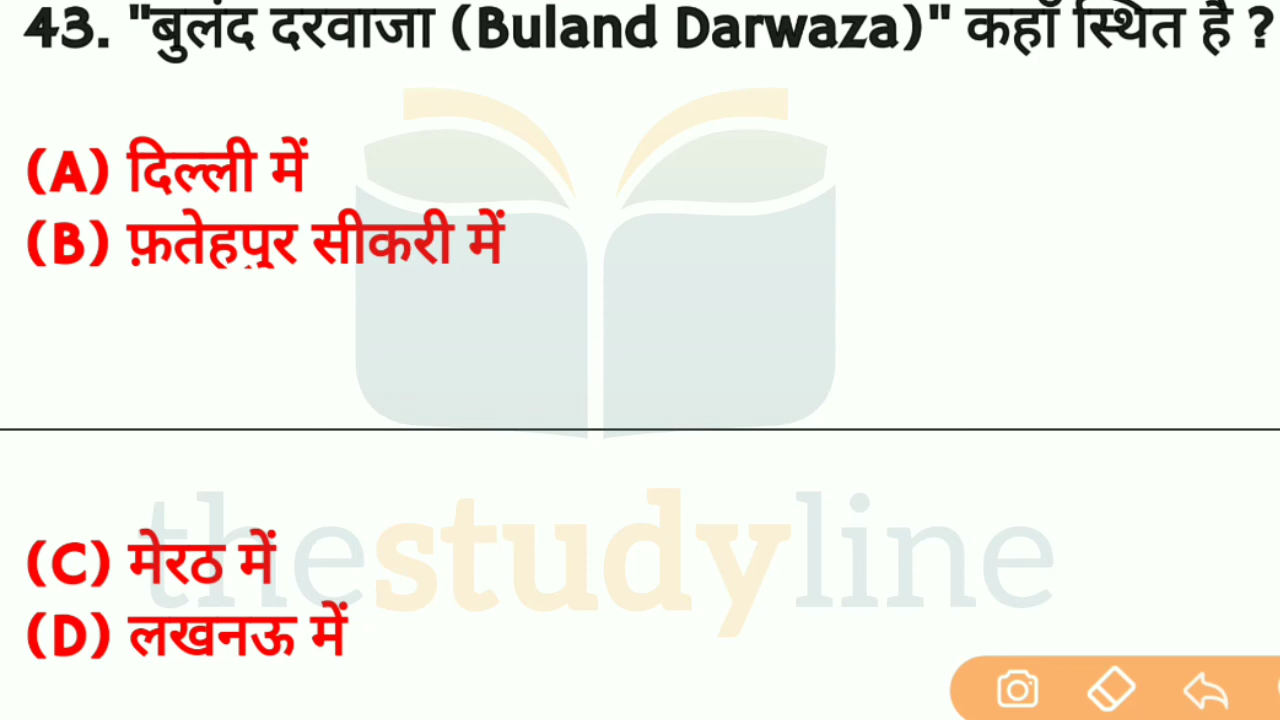 43. "बुलंद दरवाजा (Buland Darwaza)" कहाँ स्थित है ?
(A) दिल्ली में
(B) फ़तेहपुर सीकरी में
thestudyline
(C) मेरठ में
(D) लखनऊ में